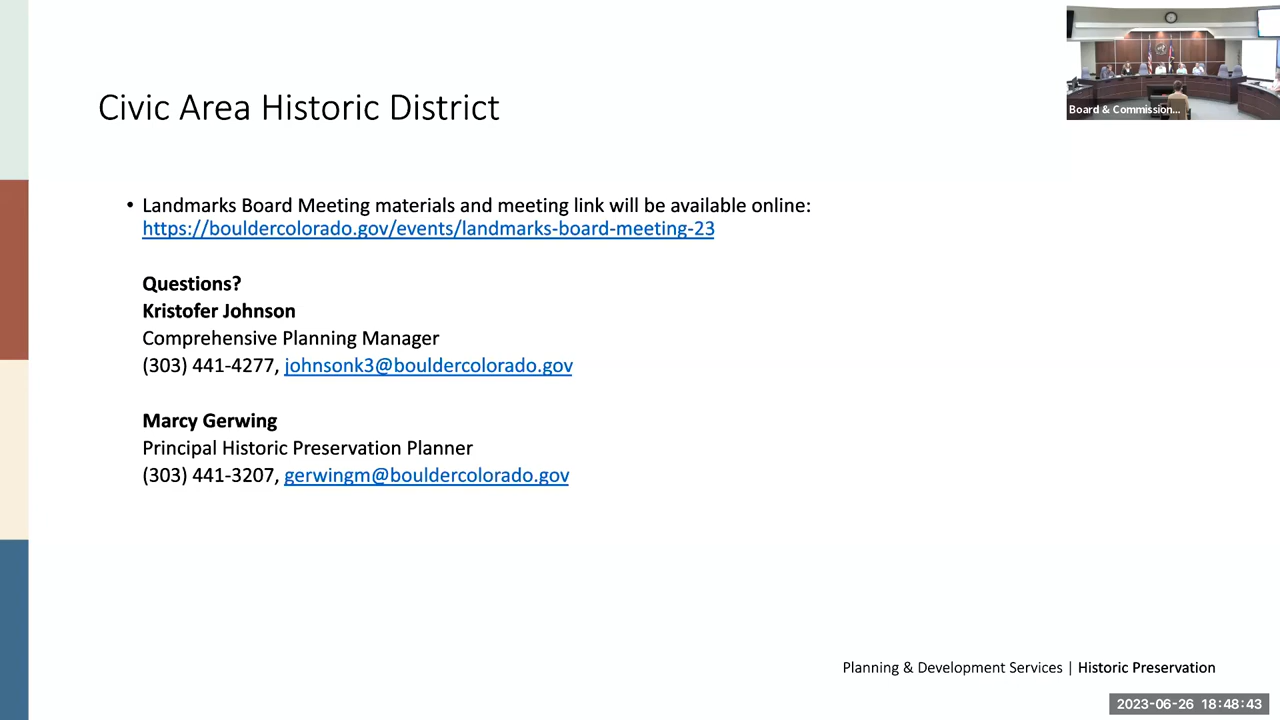 Civic Area Historic District
Board & Commission...
• Landmarks Board Meeting materials and meeting link will be available online:
https://bouldercolorado.gov/events/landmarks-board-meeting-23
Questions?
Kristofer Johnson
Comprehensive Planning Manager
(303) 441-4277, johnsonk3@bouldercolorado.gov
Marcy Gerwing
Principal Historic Preservation Planner
(303) 441-3207, gerwingm@bouldercolorado.gov
Planning & Development Services | Historic Preservation
2023-06-26 18:48:43